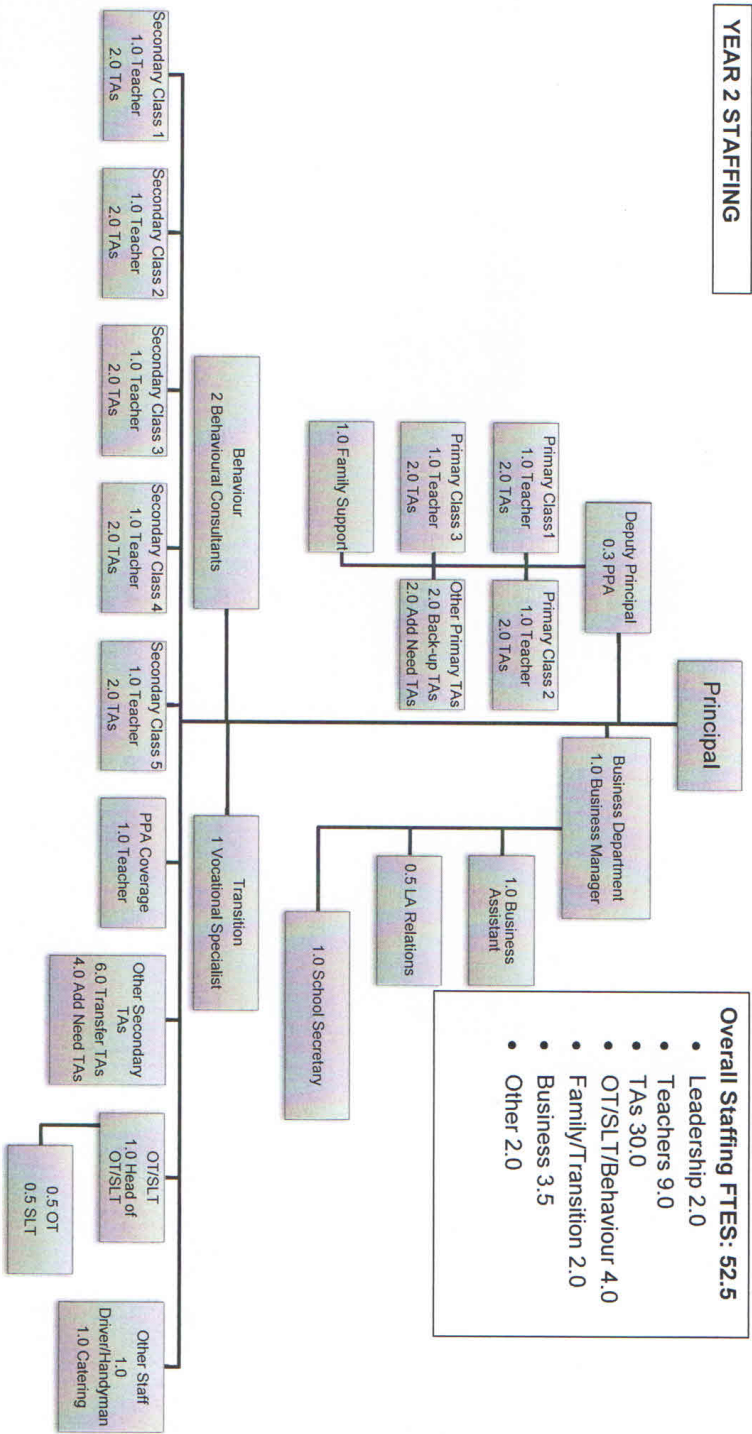 YEAR 2 STAFFING
Principal
Overall Staffing FTES: 52.5
• Leadership 2.0
• Teachers 9.0
• TAs 30.0
• OT/SLT/Behaviour 4.0
• Family/Transition 2.0
• Business 3.5
• Other 2.0
Deputy Principal
0.3 PPA
Business Department
1.0 Business Manager
Primary Class1
1.0 Teacher
2.0 TAs
Primary Class 2
1.0 Teacher
2.0 TAs
Primary Class 3
1.0 Teacher
2.0 TAs
Other Primary TAs
2.0 Back-up TAs
2.0 Add Need TAs
1.0 Family Support
1.0 Business
Assistant
0.5 LA Relations
1.0 School Secretary
Behaviour
2 Behavioural Consultants
Transition
1 Vocational Specialist
Secondary Class 1
1.0 Teacher
2.0 TAs
Secondary Class 2
1.0 Teacher
2.0 TAs
Secondary Class 3
1.0 Teacher
2.0 TAs
Secondary Class 4
1.0 Teacher
2.0 TAs
Secondary Class 5
1.0 Teacher
2.0 TAs
PPA Coverage
1.0 Teacher
Other Secondary
TAs
6.0 Transfer TAs
4.0 Add Need TAs
OT/SLT
1.0 Head of
OT/SLT
0.5 OT
0.5 SLT
Other Staff
1.0
Driver/Handyman
1.0 Catering